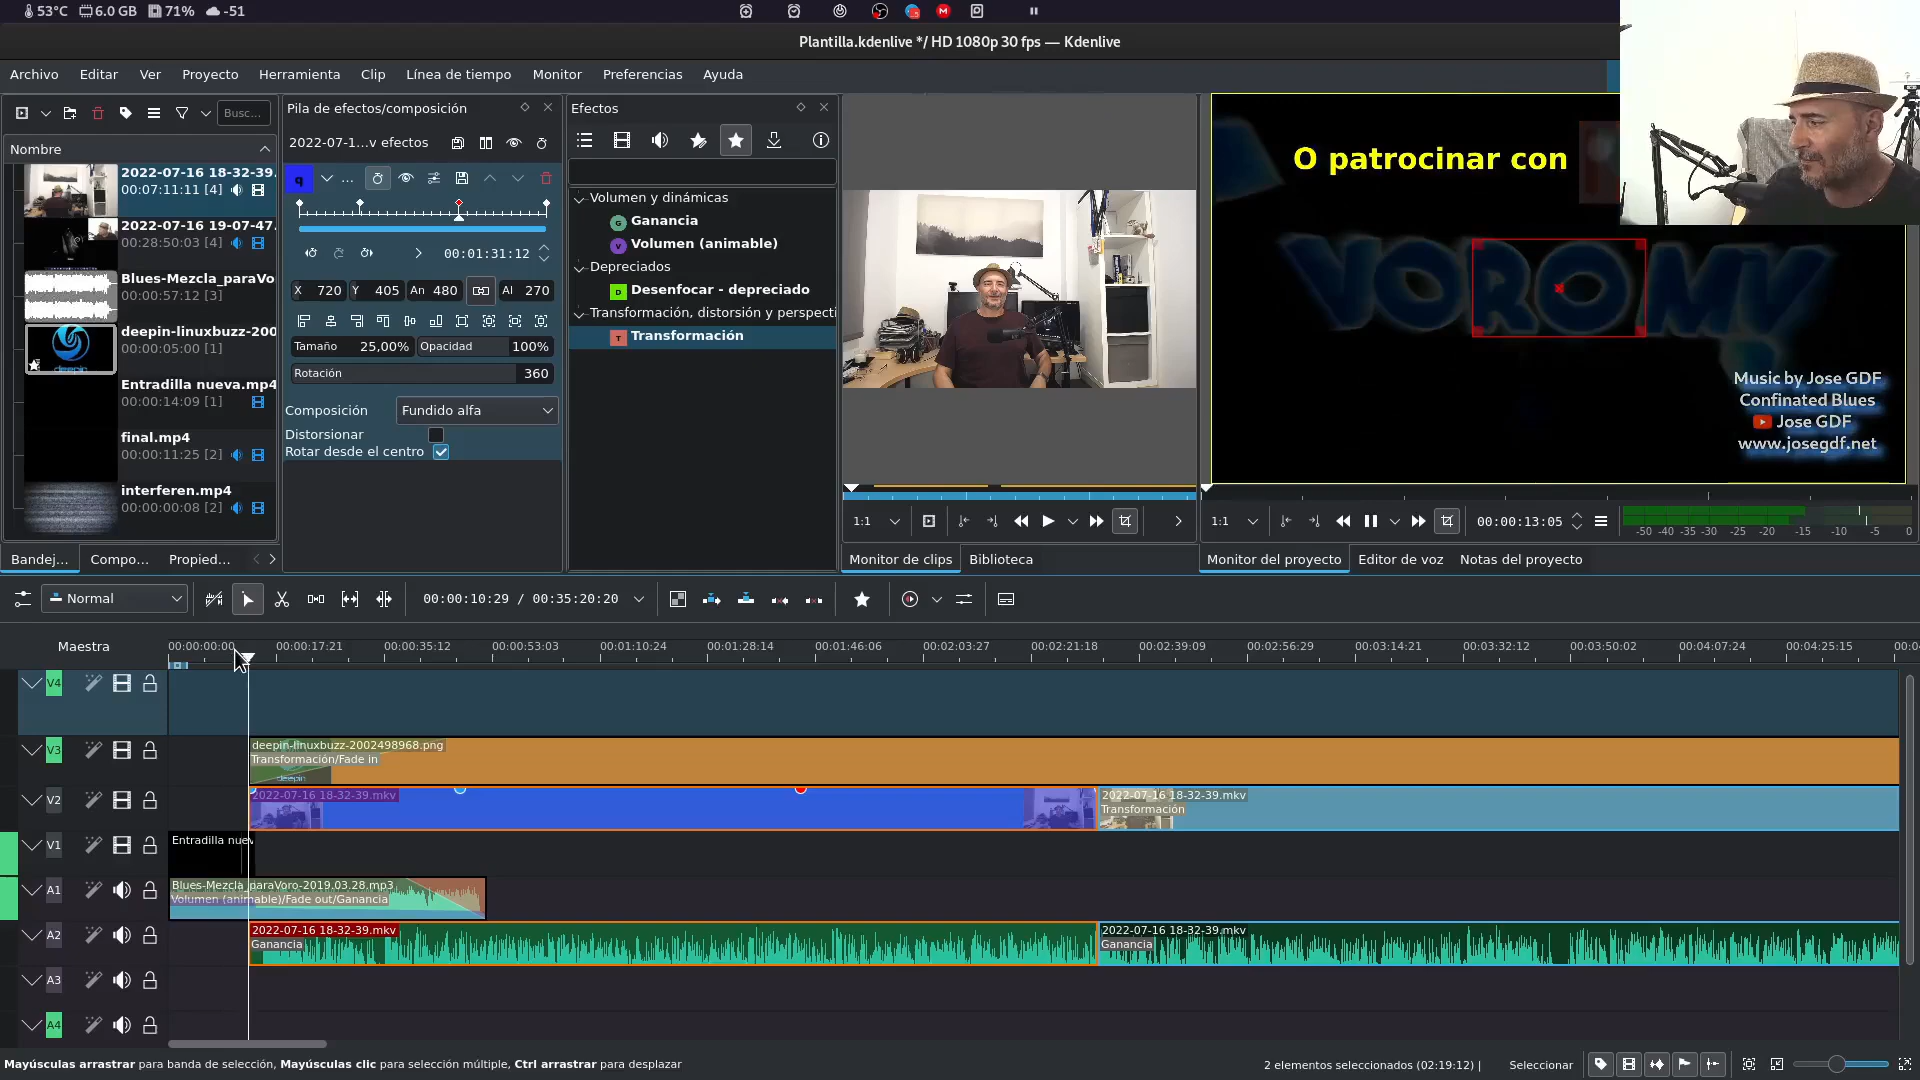 53°C 6.0 GB 71% -51
Plantilla.kdenlive */ HD 1080p 30 fps — Kdenlive
Archivo Editar Ver Proyecto Herramienta Clip Línea de tiempo Monitor Preferencias Ayuda
Busc...
Nombre
2022-07-16 18-32-39.
00:07:11:11 [4]
2022-07-16 19-07-47.
00:28:50:03 [4]
Blues-Mezcla_paraVo
00:00:57:12 [3]
deepin-linuxbuzz-200
00:00:05:00 [1]
Entradilla nueva.mp4
00:00:14:09 [1]
final.mp4
00:00:11:25 [2]
interferen.mp4
00:00:00:08 [2]
Bandej... Compo... Propied...
Pila de efectos/composición
2022-07-1...v efectos
q ...
00:01:31:12
X 720 Y 405 An 480 Al 270
Tamaño 25,00% Opacidad 100%
Rotación 360
Composición Fundido alfa
Distorsionar
Rotar desde el centro
Efectos
Volumen y dinámicas
G Ganancia
V Volumen (animable)
Depreciados
D Desenfocar - depreciado
Transformación, distorsión y perspecti
T Transformación
1:1
Monitor de clips Biblioteca
O patrocinar con
VOROMV
Music by Jose GDF
Confinated Blues
Jose GDF
www.josegdf.net
1:1 00:00:13:05
-50 -40 -35 -30 -25 -20 -15 -10 -5 0
Monitor del proyecto Editor de voz Notas del proyecto
Normal 00:00:10:29 / 00:35:20:20
Maestra
00:00:00:00 00:00:17:21 00:00:35:12 00:00:53:03 00:01:10:24 00:01:28:14 00:01:46:06 00:02:03:27 00:02:21:18 00:02:39:09 00:02:56:29 00:03:14:21 00:03:32:12 00:03:50:02 00:04:07:24 00:04:25:15 00:0
V4
V3
deepin-linuxbuzz-2002498968.png
Transformación/Fade in
V2
2022-07-16 18-32-39.mkv
2022-07-16 18-32-39.mkv
Transformación
V1
Entradilla nuev
A1
Blues-Mezcla_paraVoro-2019.03.28.mp3
Volumen (animable)/Fade out/Ganancia
A2
2022-07-16 18-32-39.mkv
Ganancia
2022-07-16 18-32-39.mkv
Ganancia
A3
A4
Mayúsculas arrastrar para banda de selección, Mayúsculas clic para selección múltiple, Ctrl arrastrar para desplazar
2 elementos seleccionados (02:19:12) | Seleccionar